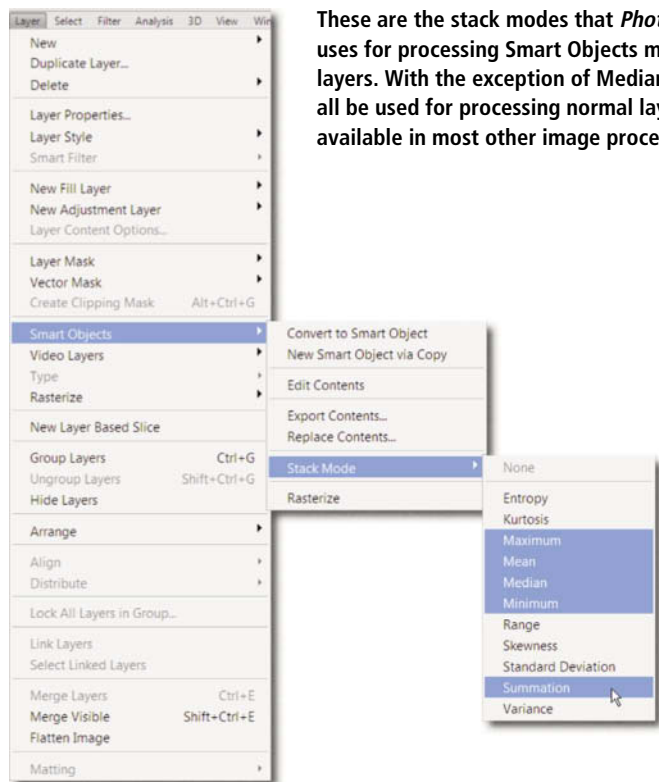 These are the stack modes that
uses for processing Smart Objects
layers. With the exception of
all be used for processing normal
available in most other image
Layer Select Filter Analysis 3D View
New
Duplicate Layer...
Delete
Layer Properties...
Layer Style
Smart Filter
New Fill Layer
New Adjustment Layer
Layer Content Options...
Layer Mask
Vector Mask
Create Clipping Mask Alt+Ctrl+G
Smart Objects
Video Layers
Type
Rasterize
New Layer Based Slice
Group Layers Ctrl+G
Ungroup Layers Shift+Ctrl+G
Hide Layers
Arrange
Align
Distribute
Lock All Layers in Group...
Link Layers
Select Linked Layers
Merge Layers Ctrl+E
Merge Visible Shift+Ctrl+E
Flatten Image
Matting
Convert to Smart Object
New Smart Object via Copy
Edit Contents
Export Contents...
Replace Contents...
Stack Mode
Rasterize
None
Entropy
Kurtosis
Maximum
Mean
Median
Minimum
Range
Skewness
Standard Deviation
Summation
Variance